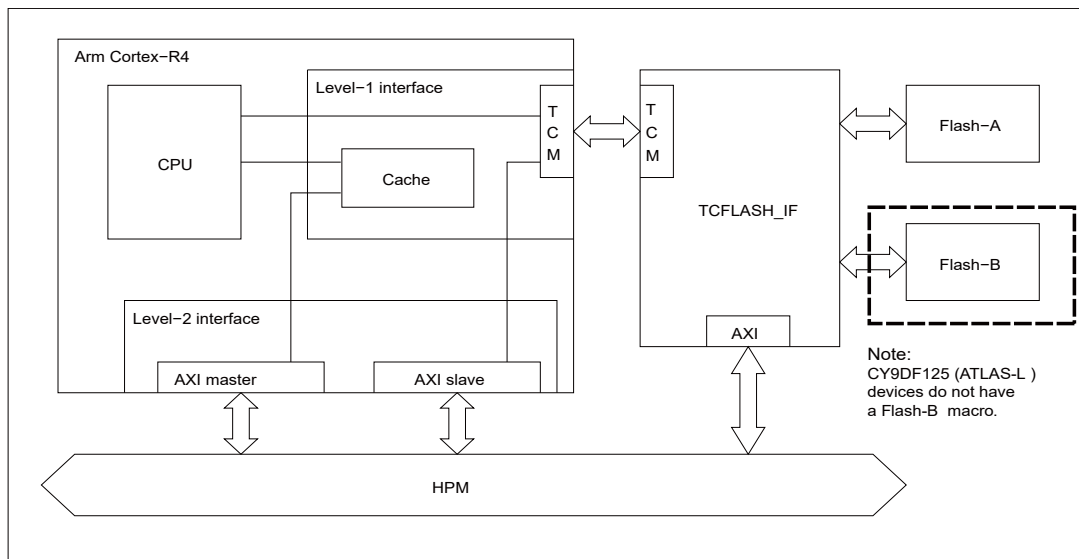 Arm Cortex−R4
Level−1 interface
T
C
M
T
C
M
Flash−A
CPU
Cache
TCFLASH_IF
Flash−B
Level−2 interface
AXI
AXI master
AXI slave
Note:
CY9DF125 (ATLAS-L )
devices do not have
a Flash-B macro.
HPM